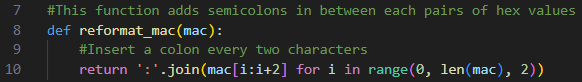 7 #This function adds semicolons in between each pairs of hex values
8 def reformat_mac(mac):
9 #Insert a colon every two characters
10 return ':'.join(mac[i:i+2] for i in range(0, len(mac), 2))